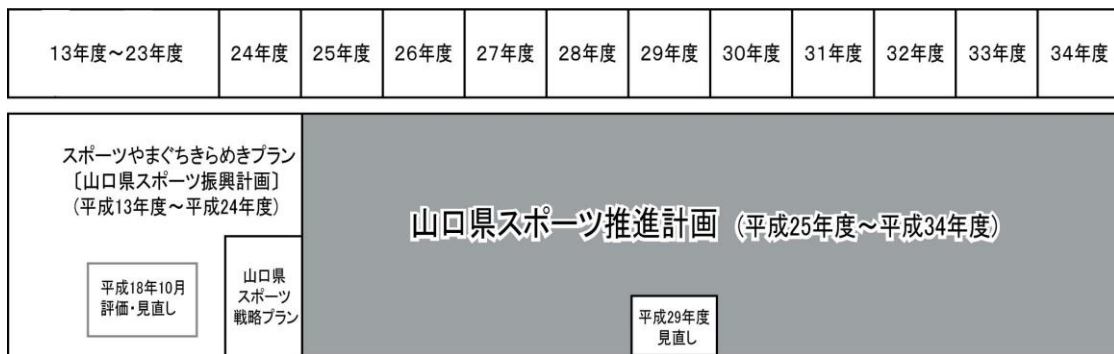 13年度～23年度 24年度 25年度 26年度 27年度 28年度 29年度 30年度 31年度 32年度 33年度 34年度
スポーツやまぐちきらめきプラン
〔山口県スポーツ振興計画〕
(平成13年度～平成24年度)
平成18年10月
評価・見直し
山口県
スポーツ
戦略プラン
山口県スポーツ推進計画 (平成25年度～平成34年度)
平成29年度
見直し